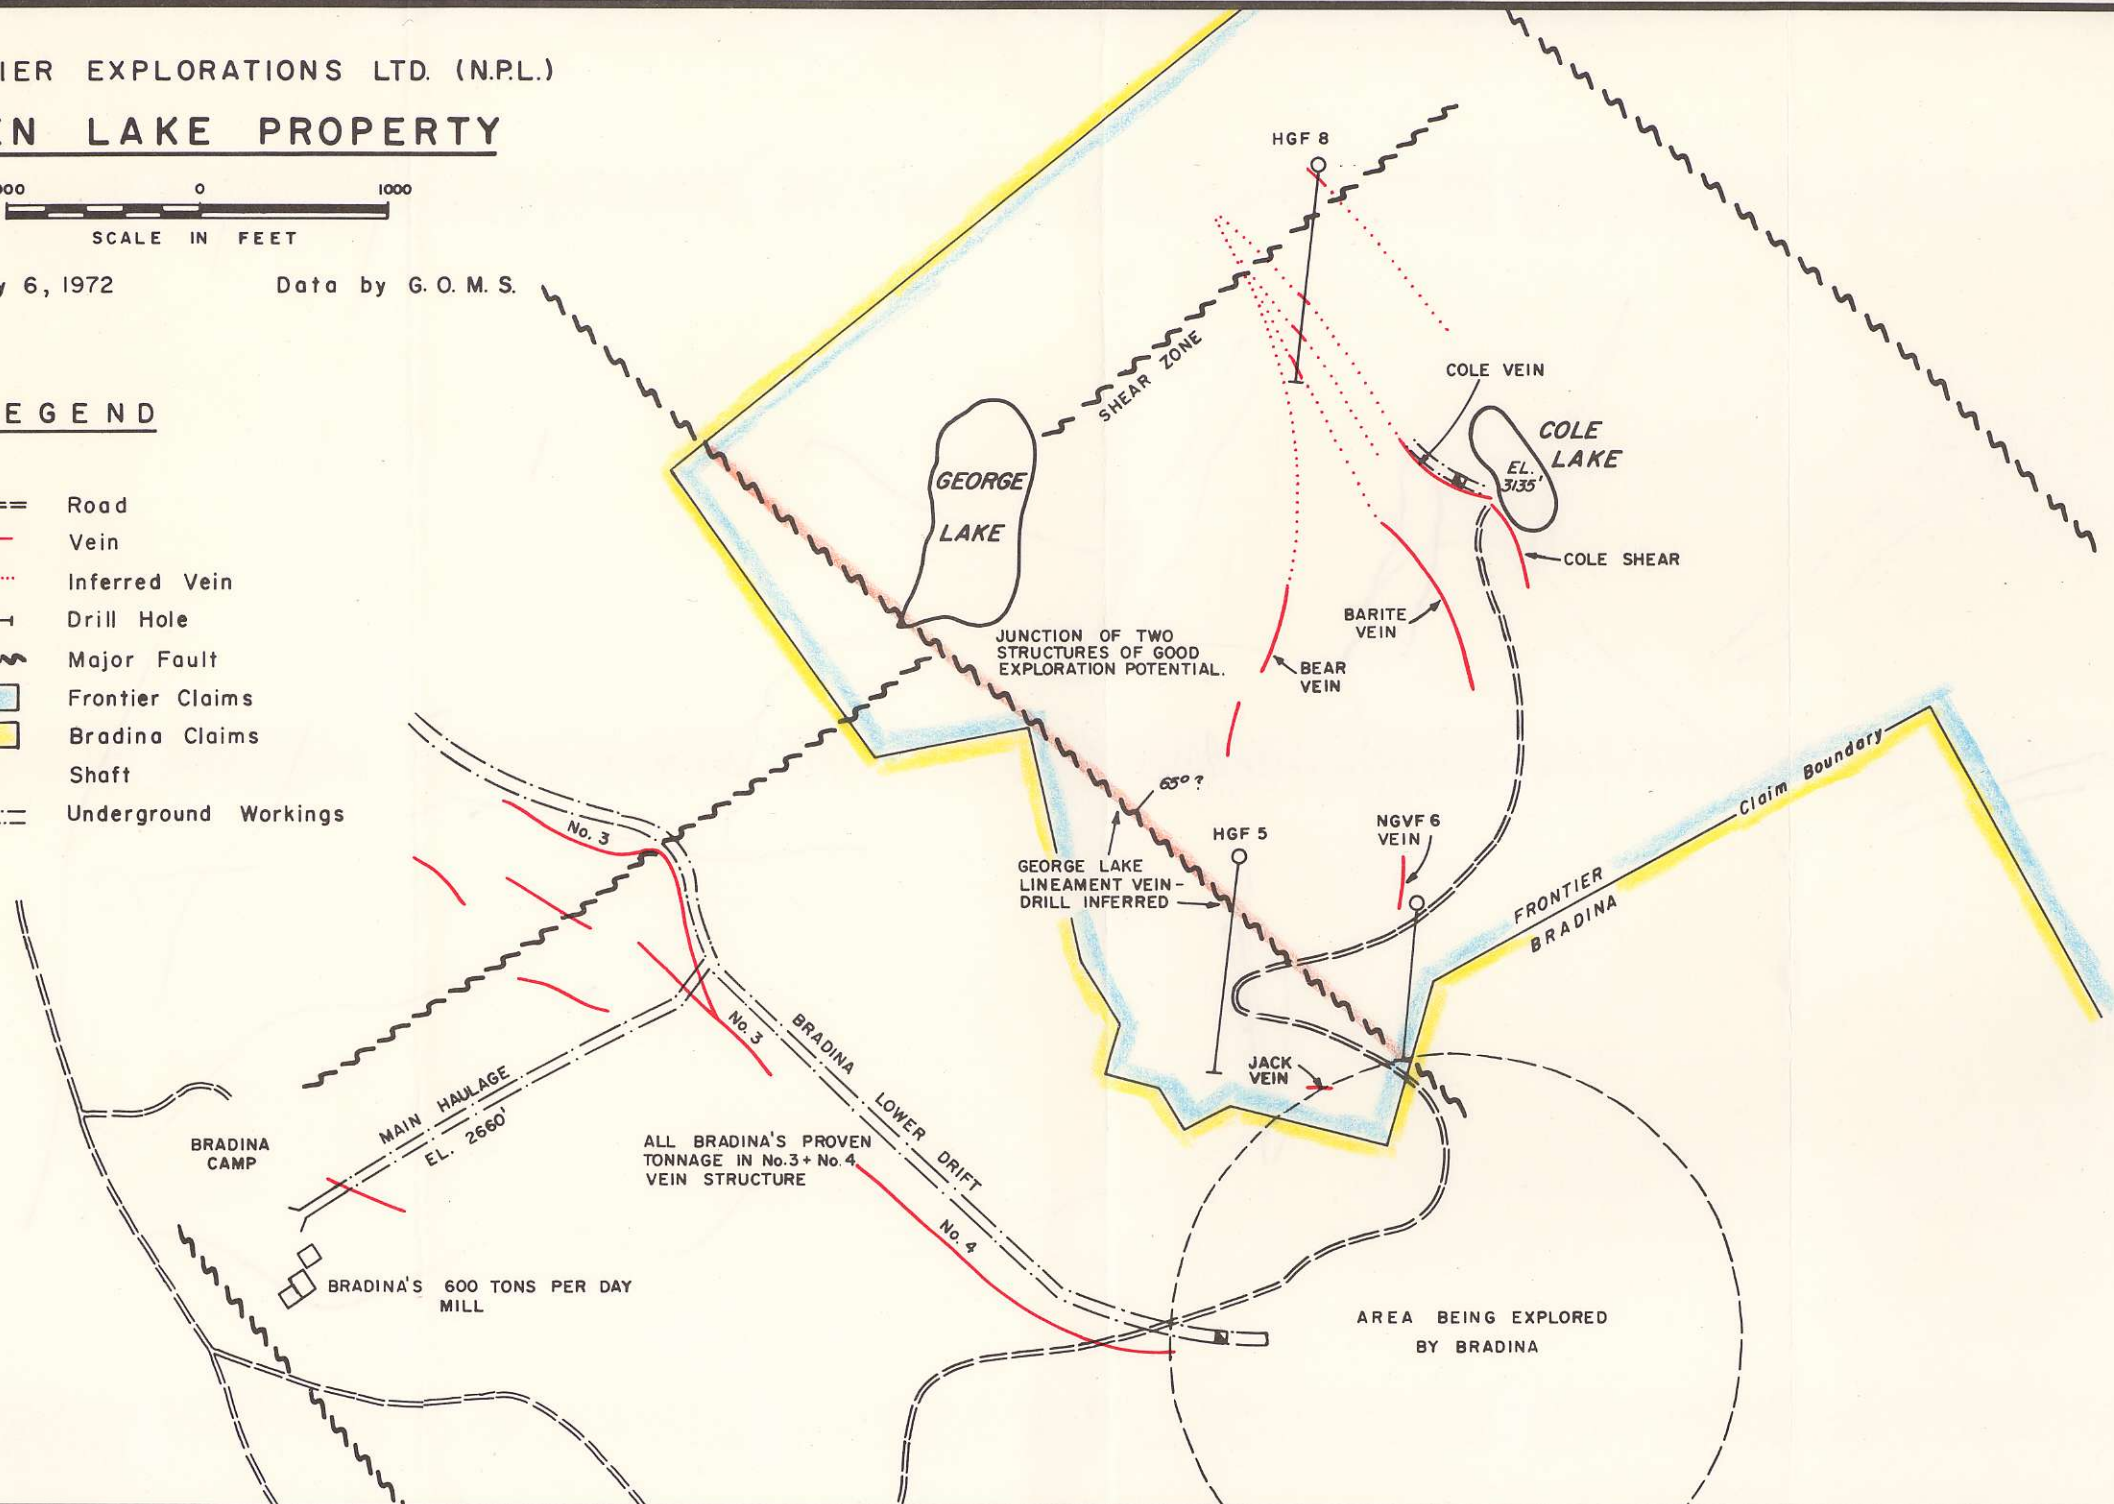 IER EXPLORATIONS LTD. (N.P.L.)
EN LAKE PROPERTY
000 0 1000
SCALE IN FEET
y 6, 1972 Data by G. O. M. S.
EGEND
Road
Vein
Inferred Vein
Drill Hole
Major Fault
Frontier Claims
Bradina Claims
Shaft
Underground Workings
HGF 8
SHEAR ZONE
COLE VEIN
COLE
LAKE
EL.
3135'
GEORGE
LAKE
COLE SHEAR
BARITE
VEIN
JUNCTION OF TWO
STRUCTURES OF GOOD
EXPLORATION POTENTIAL.
BEAR
VEIN
65° ?
Claim Boundary
FRONTIER
BRADINA
HGF 5
NGVF 6
VEIN
GEORGE LAKE
LINEAMENT VEIN-
DRILL INFERRED
No. 3
No. 3
JACK
VEIN
BRADINA LOWER DRIFT
MAIN HAULAGE
EL. 2660'
BRADINA
CAMP
ALL BRADINA'S PROVEN
TONNAGE IN No.3 + No.4
VEIN STRUCTURE
No. 4
BRADINA'S 600 TONS PER DAY
MILL
AREA BEING EXPLORED
BY BRADINA